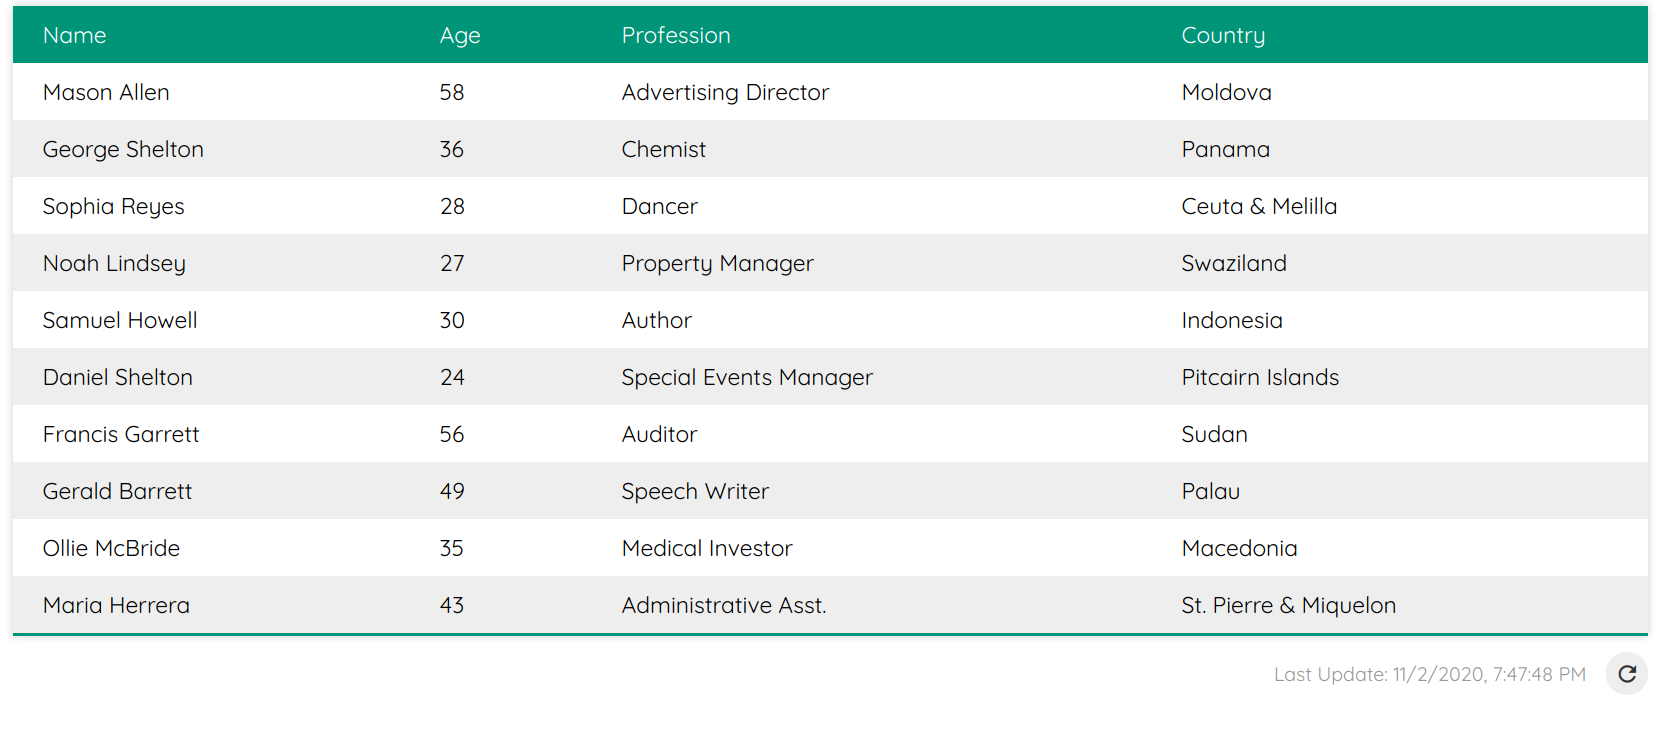 Name Age Profession Country
Mason Allen 58 Advertising Director Moldova
George Shelton 36 Chemist Panama
Sophia Reyes 28 Dancer Ceuta & Melilla
Noah Lindsey 27 Property Manager Swaziland
Samuel Howell 30 Author Indonesia
Daniel Shelton 24 Special Events Manager Pitcairn Islands
Francis Garrett 56 Auditor Sudan
Gerald Barrett 49 Speech Writer Palau
Ollie McBride 35 Medical Investor Macedonia
Maria Herrera 43 Administrative Asst. St. Pierre & Miquelon
Last Update: 11/2/2020, 7:47:48 PM